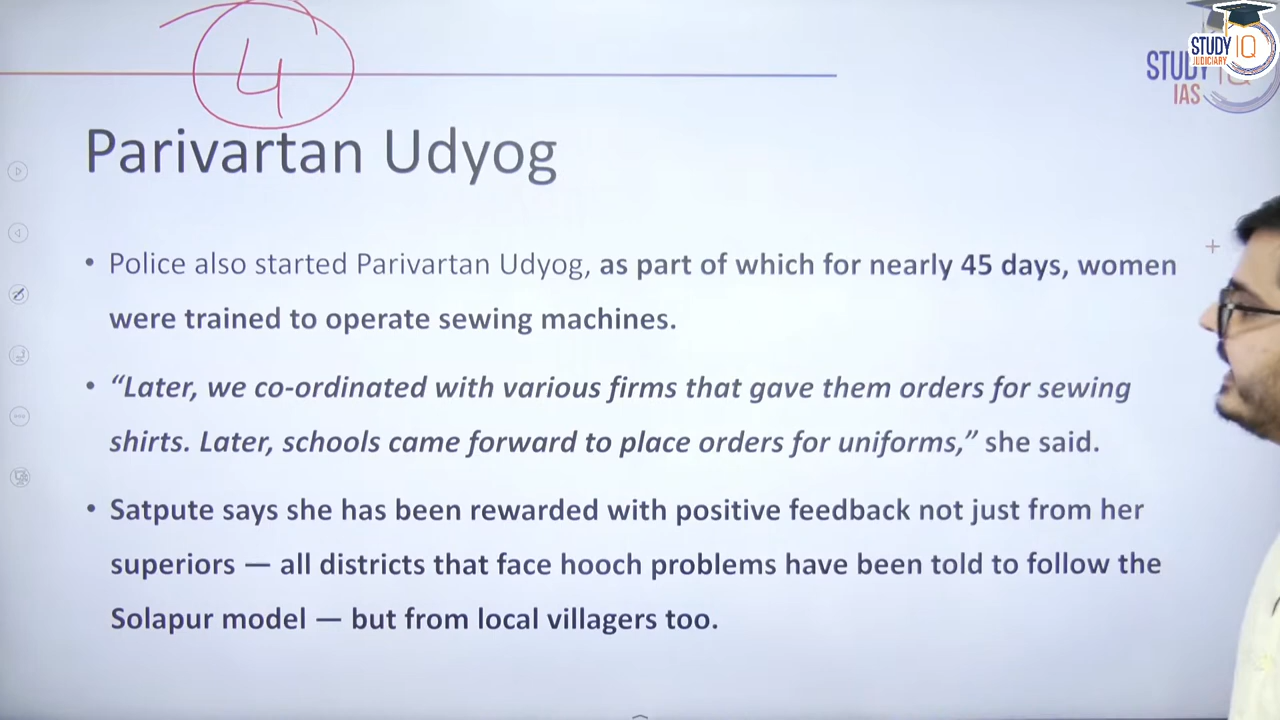 4
STUDY IQ
JUDICIARY
STUDY IQ
IAS
Parivartan Udyog
• Police also started Parivartan Udyog, as part of which for nearly 45 days, women
were trained to operate sewing machines.
• “Later, we co-ordinated with various firms that gave them orders for sewing
shirts. Later, schools came forward to place orders for uniforms,” she said.
• Satpute says she has been rewarded with positive feedback not just from her
superiors — all districts that face hooch problems have been told to follow the
Solapur model — but from local villagers too.